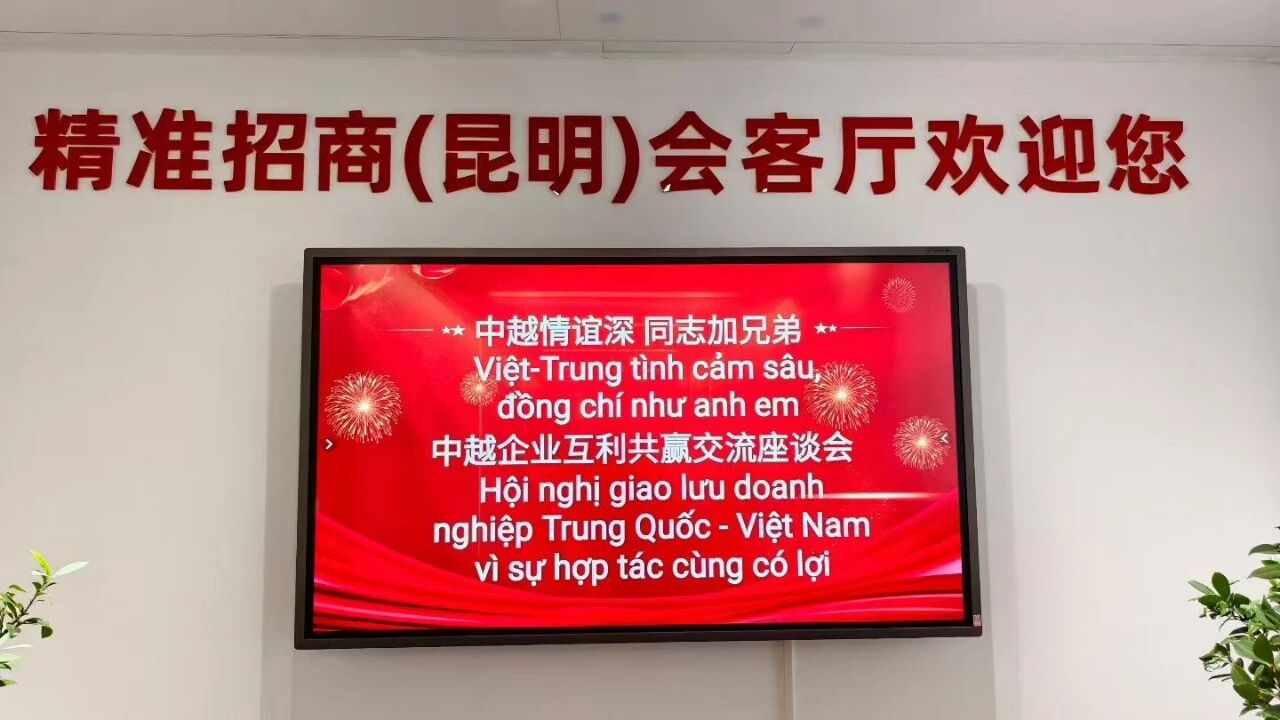 精准招商(昆明)会客厅欢迎您
中越情谊深 同志加兄弟
Việt-Trung tình cảm sâu,
đồng chí như anh em
中越企业互利共赢交流座谈会
Hội nghị giao lưu doanh
nghiệp Trung Quốc - Việt Nam
vì sự hợp tác cùng có lợi